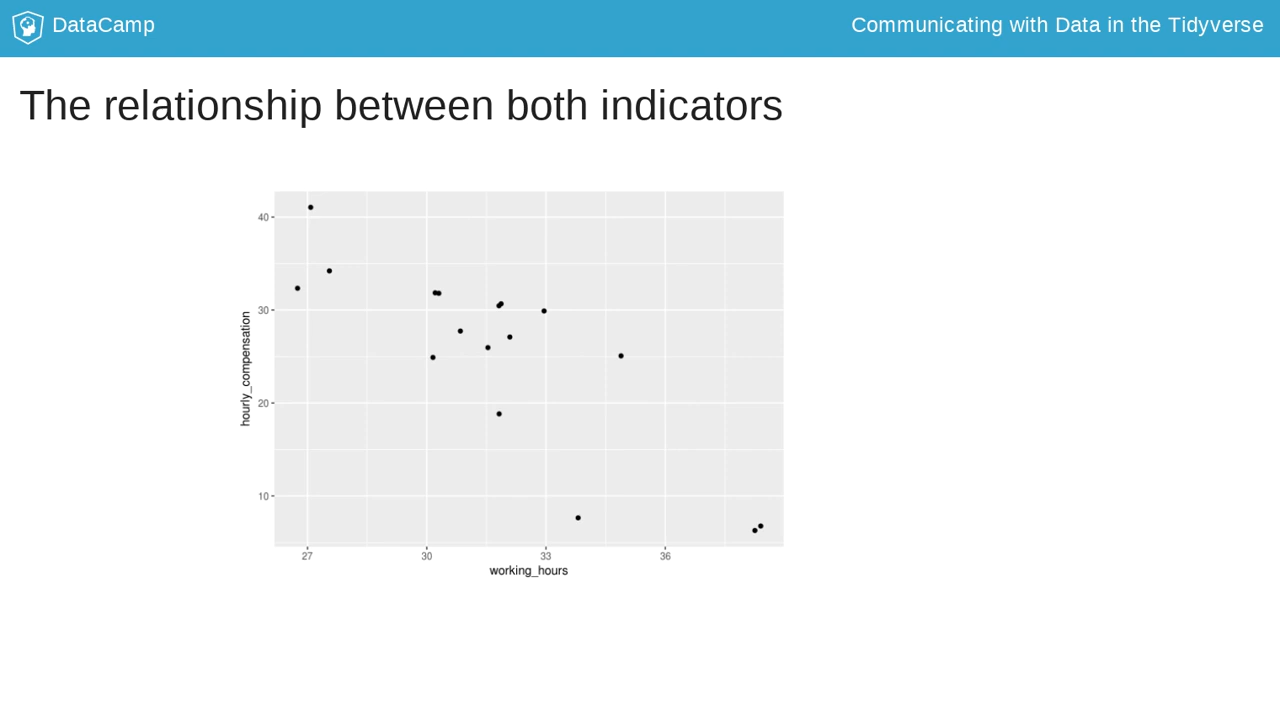 DataCamp
Communicating with Data in the Tidyverse
The relationship between both indicators
40
30
20
10
hourly_compensation
27
30
33
36
working_hours